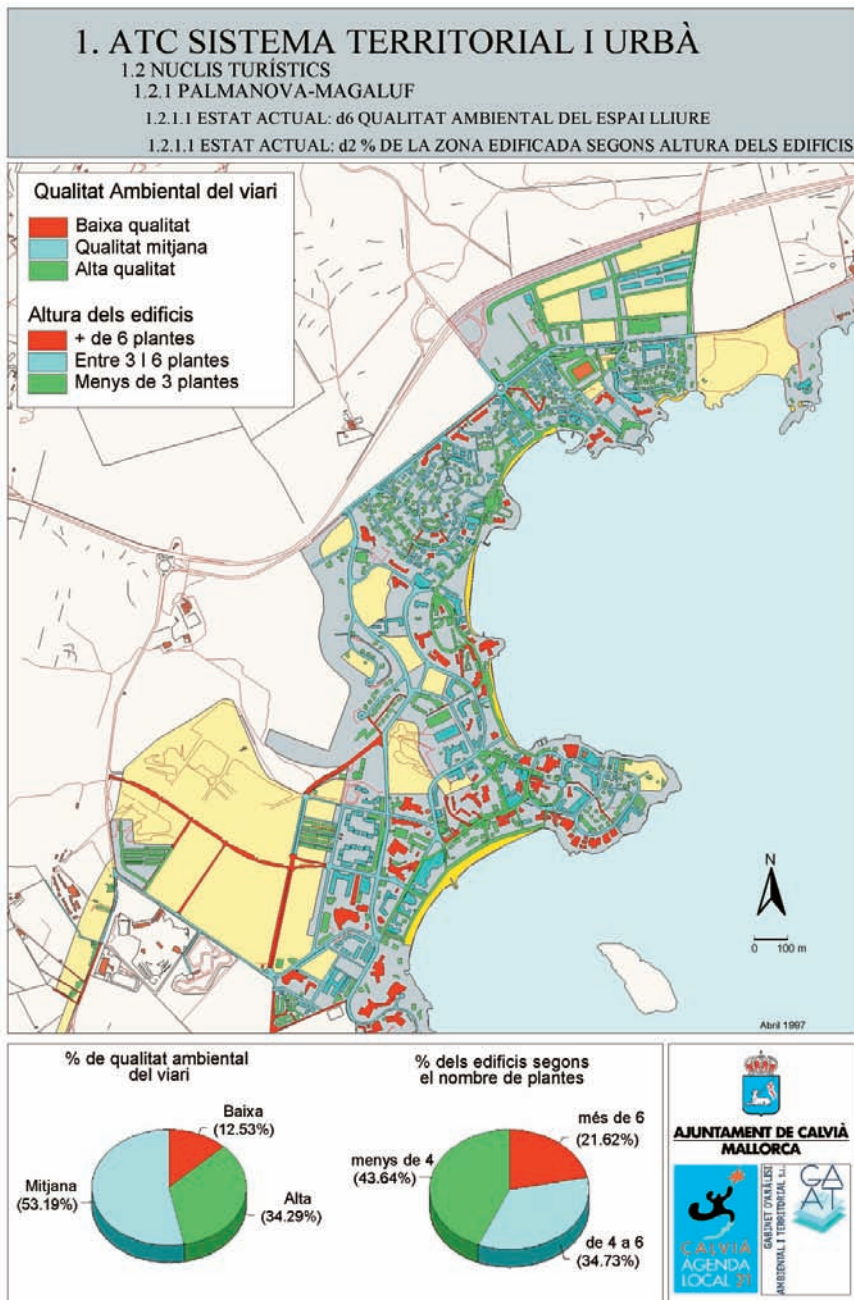 1. ATC SISTEMA TERRITORIAL I URBÀ
1.2 NUCLIS TURÍSTICS
1.2.1 PALMANOVA-MAGALUF
1.2.1.1 ESTAT ACTUAL: d6 QUALITAT AMBIENTAL DEL ESPAI LLIURE
1.2.1.1 ESTAT ACTUAL: d2 % DE LA ZONA EDIFICADA SEGONS ALTURA DELS EDIFICIS
Qualitat Ambiental del viari
Baixa qualitat
Qualitat mitjana
Alta qualitat
Altura dels edificis
+ de 6 plantes
Entre 3 I 6 plantes
Menys de 3 plantes
N
0 100 m
Abril 1997
% de qualitat ambiental
del viari
Baixa
(12.53%)
Mitjana
(53.19%)
Alta
(34.29%)
% dels edificis segons
el nombre de plantes
més de 6
(21.62%)
menys de 4
(43.64%)
de 4 a 6
(34.73%)
AJUNTAMENT DE CALVIÀ
MALLORCA
CALVIÀ
AGENDA
LOCAL 21
GABINET D'ANÀLISI
AMBIENTAL I TERRITORIAL S.L.
GA
AT